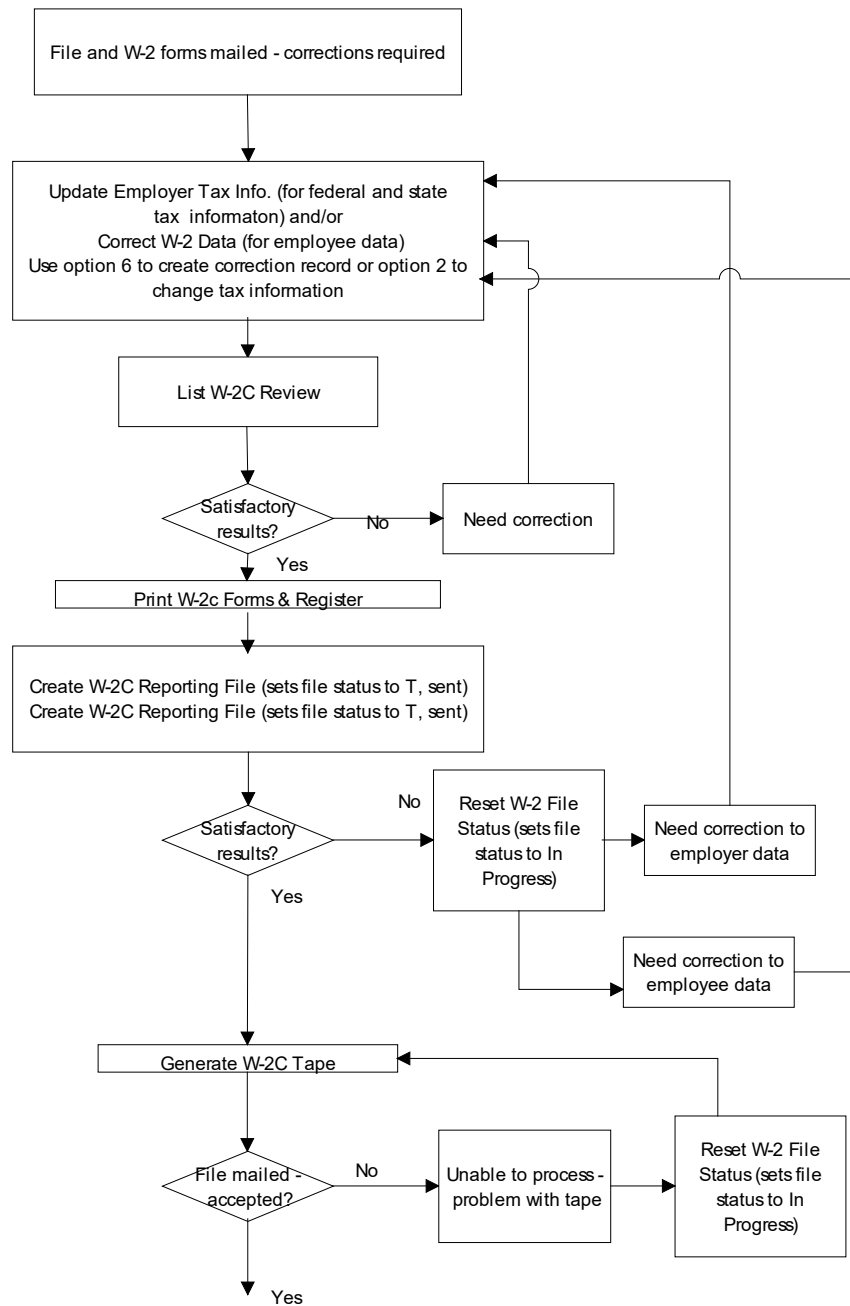 File and W-2 forms mailed - corrections required
Update Employer Tax Info. (for federal and state
tax informaton) and/or
Correct W-2 Data (for employee data)
Use option 6 to create correction record or option 2 to
change tax information
List W-2C Review
Satisfactory
results?
No
Need correction
Yes
Print W-2c Forms & Register
Create W-2C Reporting File (sets file status to T, sent)
Create W-2C Reporting File (sets file status to T, sent)
Satisfactory
results?
No
Reset W-2 File
Status (sets file
status to In
Progress)
Need correction to
employer data
Yes
Need correction to
employee data
Generate W-2C Tape
File mailed -
accepted?
No
Unable to process -
problem with tape
Reset W-2 File
Status (sets file
status to In
Progress)
Yes